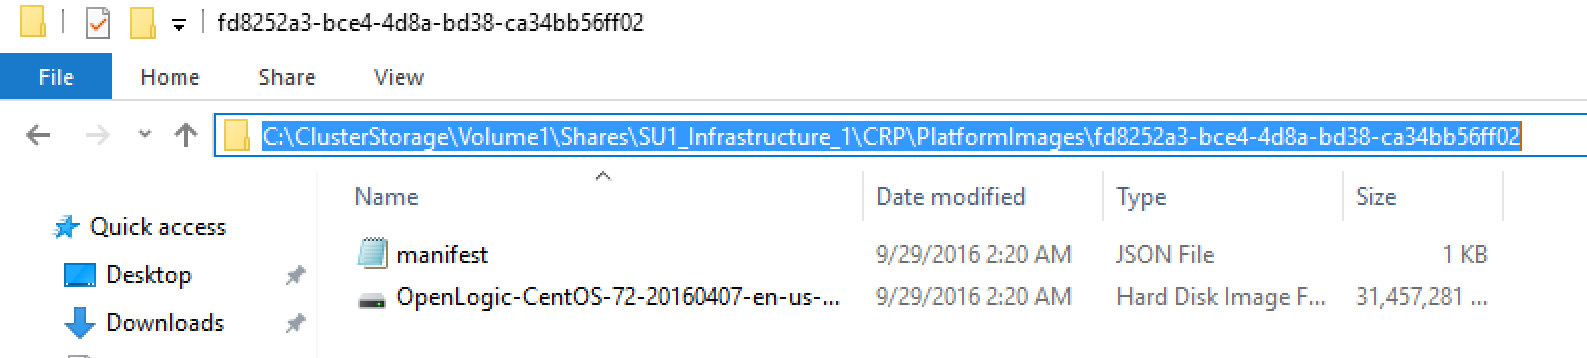 fd8252a3-bce4-4d8a-bd38-ca34bb56ff02
File Home Share View
C:\ClusterStorage\Volume1\Shares\SU1_Infrastructure_1\CRP\PlatformImages\fd8252a3-bce4-4d8a-bd38-ca34bb56ff02
Name Date modified Type Size
Quick access
manifest 9/29/2016 2:20 AM JSON File 1 KB
Desktop
OpenLogic-CentOS-72-20160407-en-us-... 9/29/2016 2:20 AM Hard Disk Image F... 31,457,281 ...
Downloads